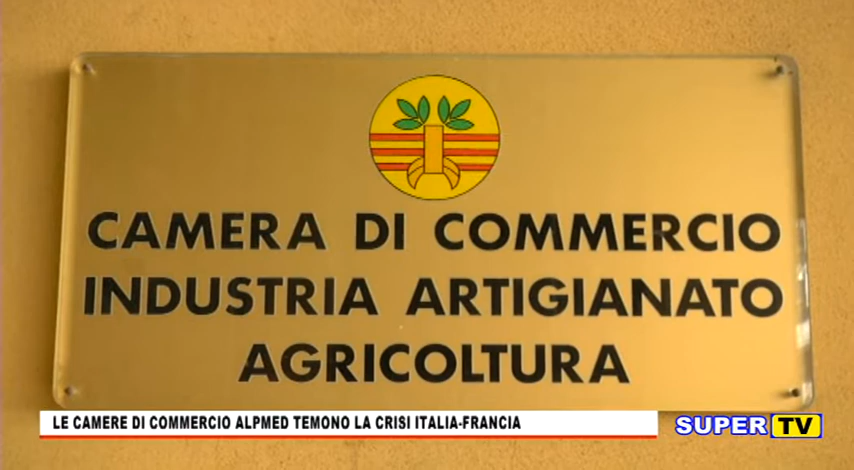 CAMERA DI COMMERCIO
INDUSTRIA ARTIGIANATO
AGRICOLTURA
LE CAMERE DI COMMERCIO ALPMED TEMONO LA CRISI ITALIA-FRANCIA
SUPER TV